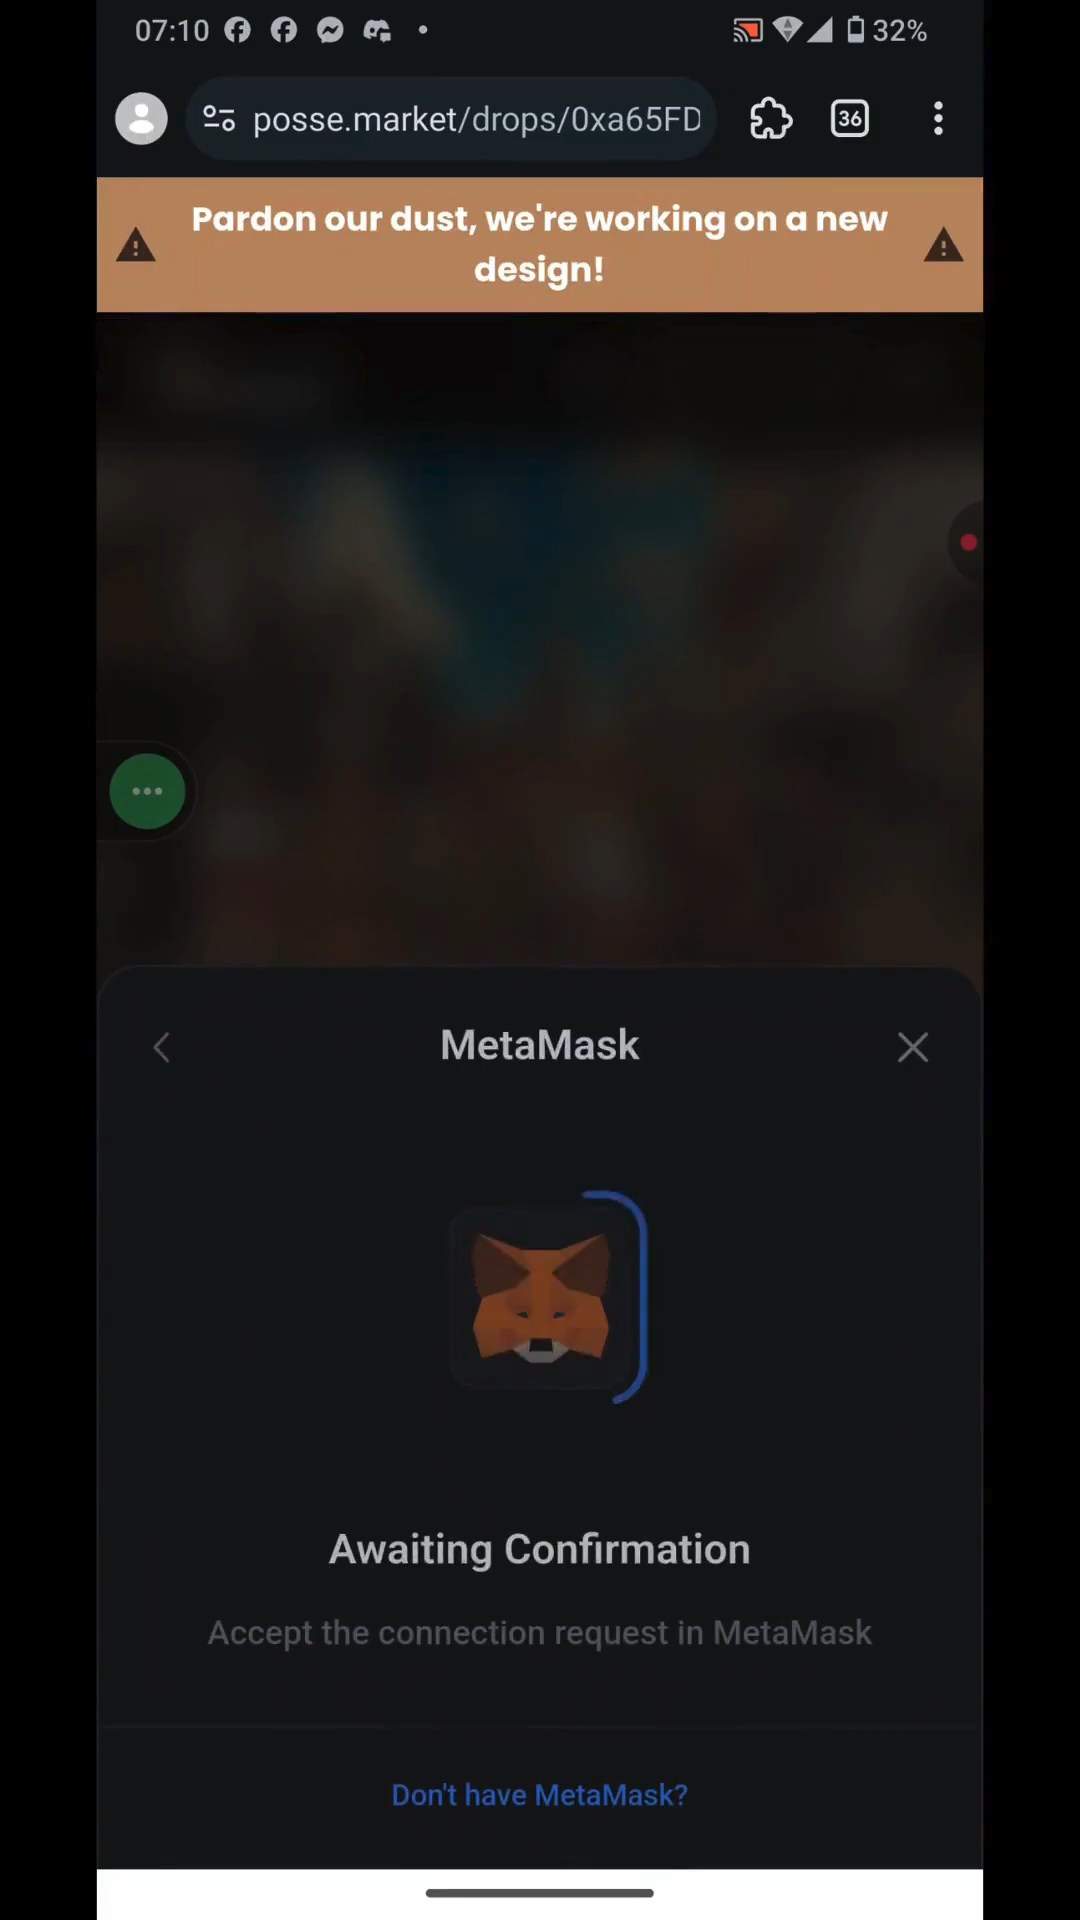 07:10
32%
posse.market/drops/0xa65FD
36
Pardon our dust, we're working on a new
design!
MetaMask
Awaiting Confirmation
Accept the connection request in MetaMask
Don't have MetaMask?